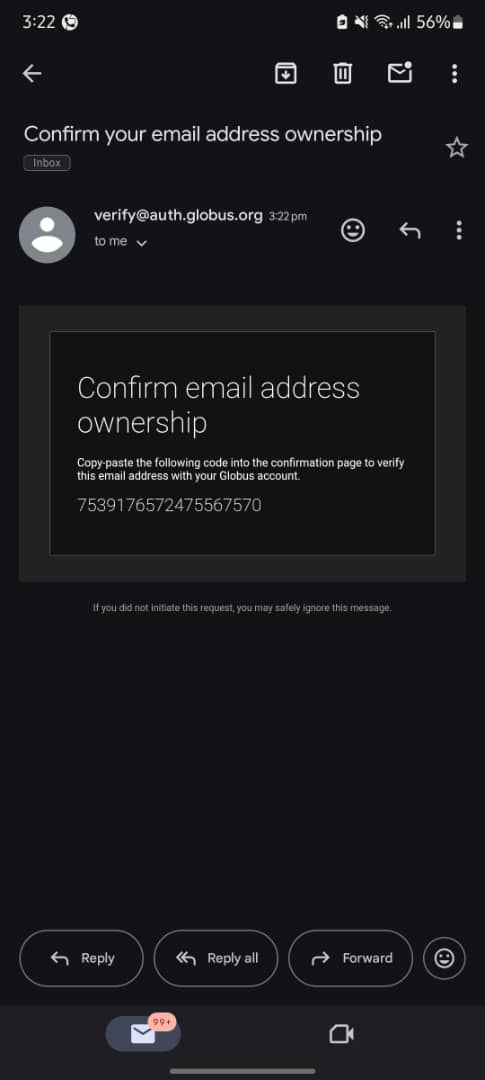 3:22 56%
Confirm your email address ownership
Inbox
verify@auth.globus.org 3:22 pm
to me
Confirm email address
ownership
Copy-paste the following code into the confirmation page to verify
this email address with your Globus account.
7539176572475567570
If you did not initiate this request, you may safely ignore this message.
Reply Reply all Forward
99+